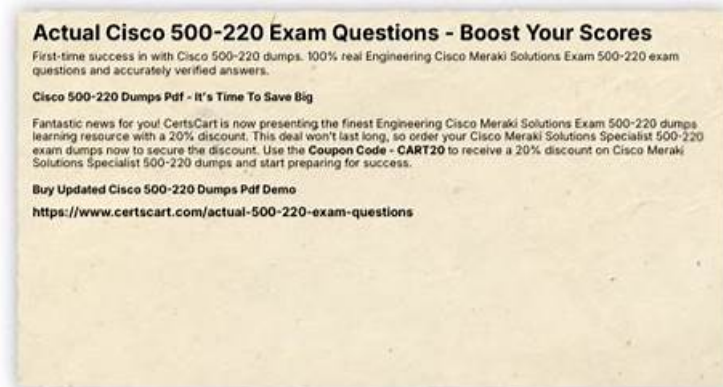 Actual Cisco 500-220 Exam Questions - Boost Your Scores
First-time success in with Cisco 500-220 dumps. 100% real Engineering Cisco Meraki Solutions Exam 500-220 exam
questions and accurately verified answers.
Cisco 500-220 Dumps Pdf - It's Time To Save Big
Fantastic news for you! CertsCart is now presenting the finest Engineering Cisco Meraki Solutions Exam 500-220 dumps
learning resource with a 20% discount. This deal won't last long, so order your Cisco Meraki Solutions Specialist 500-220
exam dumps now to secure the discount. Use the Coupon Code - CART20 to receive a 20% discount on Cisco Meraki
Solutions Specialist 500-220 dumps and start preparing for success.
Buy Updated Cisco 500-220 Dumps Pdf Demo
https://www.certscart.com/actual-500-220-exam-questions